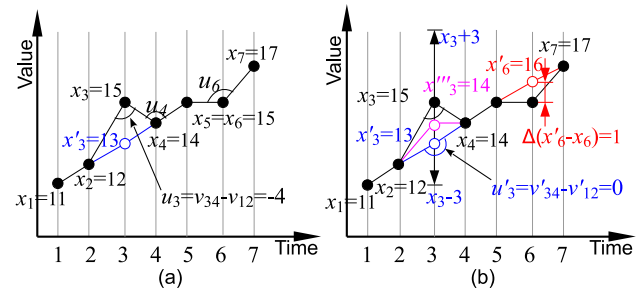 Value
x₇=17
x₃=15
u₆
u₄
x₅=x₆=15
x'₃=13
x₄=14
x₂=12
x₁=11
u₃=v₃₄-v₁₂=-4
Time
1 2 3 4 5 6 7
(a)
Value
x₃+3
x₇=17
x'₆=16
x'''₃=14
x₃=15
x'₃=13
x₄=14
Δ(x'₆-x₆)=1
x₂=12
x₁=11
x₃-3
u'₃=v'₃₄-v'₁₂=0
Time
1 2 3 4 5 6 7
(b)